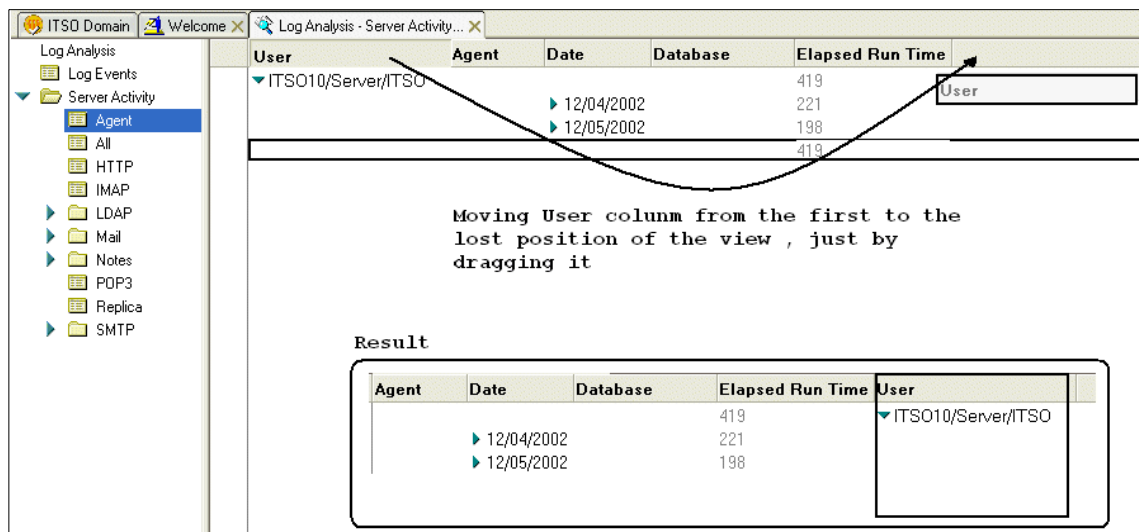 ITSO Domain Welcome Log Analysis - Server Activity...
Log Analysis
Log Events
Server Activity
Agent
All
HTTP
IMAP
LDAP
Mail
Notes
POP3
Replica
SMTP
User Agent Date Database Elapsed Run Time
ITSO10/Server/ITSO 419
User
12/04/2002 221
12/05/2002 198
419
Moving User colunm from the first to the
lost position of the view , just by
dragging it
Result
Agent Date Database Elapsed Run Time User
419 ITSO10/Server/ITSO
12/04/2002 221
12/05/2002 198